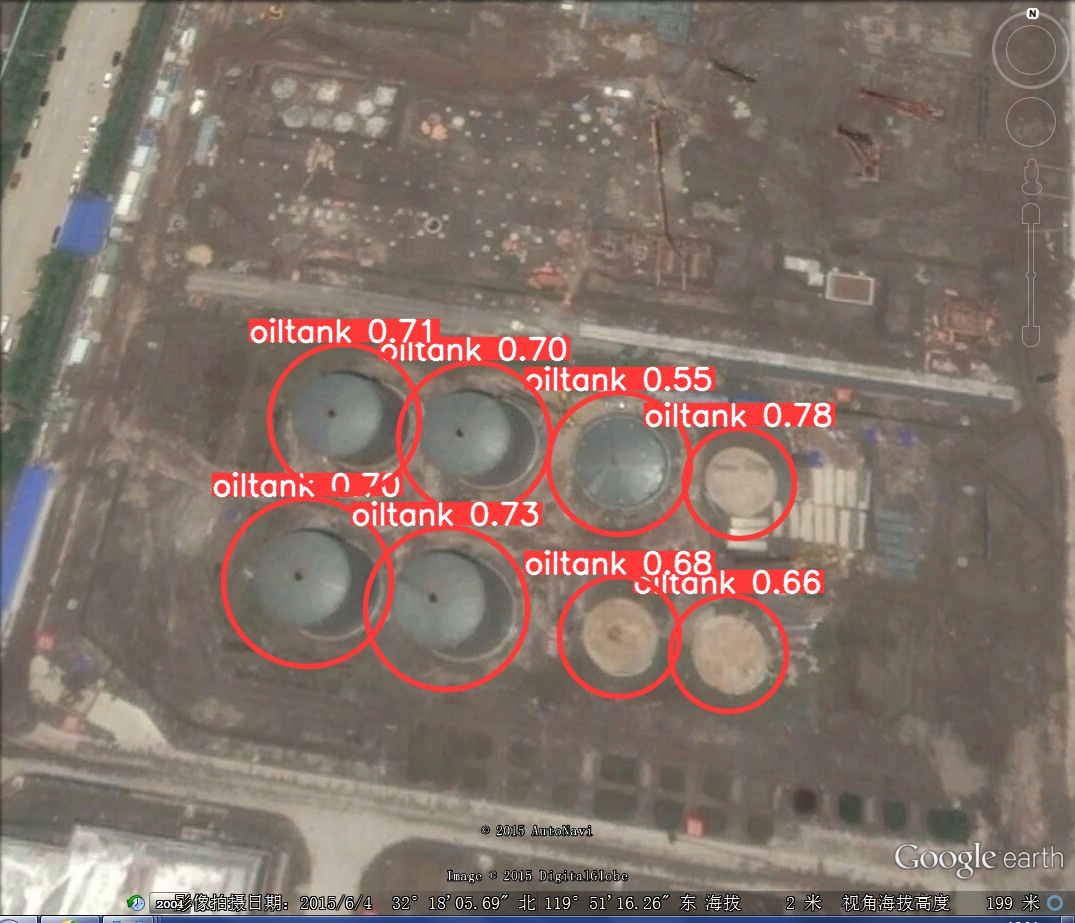 N
oiltank 0.71
oiltank 0.70
oiltank 0.55
oiltank 0.78
oiltank 0.70
oiltank 0.73
oiltank 0.68
oiltank 0.66
© 2015 AutoNavi
Google earth
Image © 2015 DigitalGlobe
2004 影像拍摄日期: 2015/6/4 32° 18'05.69" 北 119° 51'16.26" 东 海拔 2 米 视角海拔高度 199 米